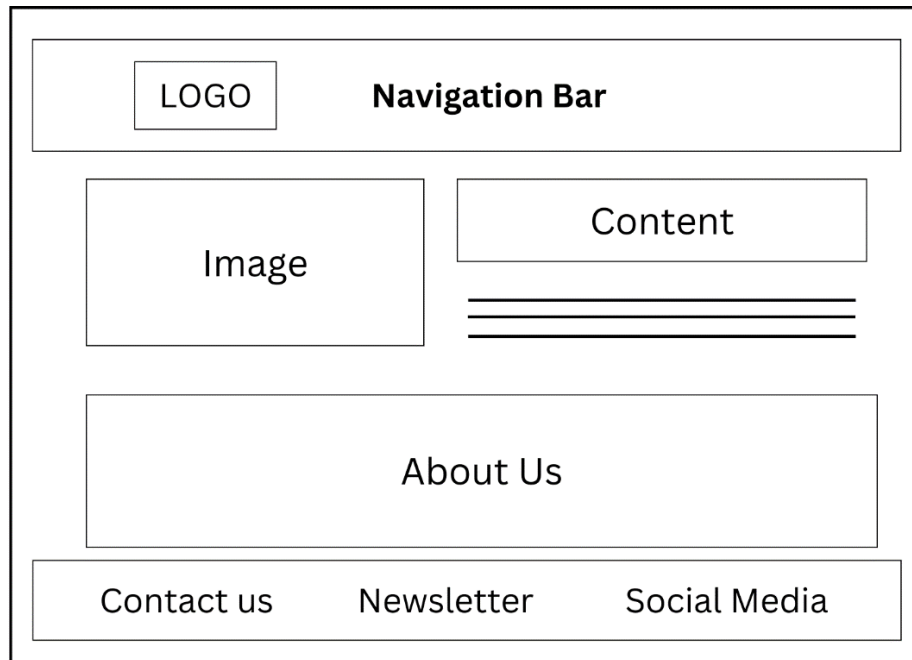 LOGO
Navigation Bar
Image
Content
About Us
Contact us
Newsletter
Social Media